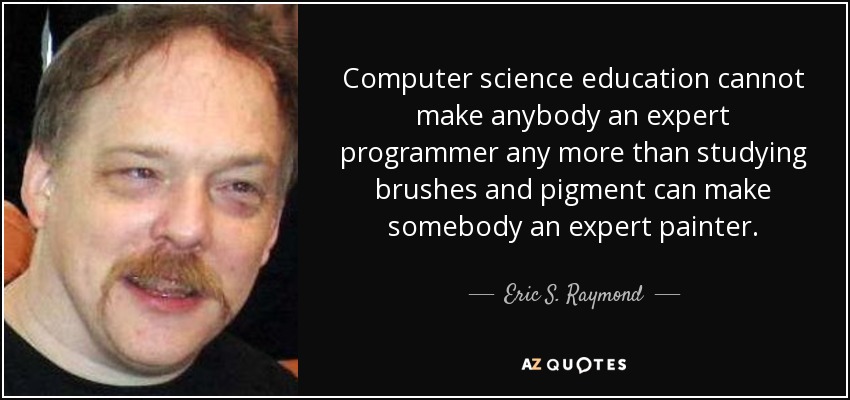 Computer science education cannot
make anybody an expert
programmer any more than studying
brushes and pigment can make
somebody an expert painter.
Eric S. Raymond
AZ QUOTES